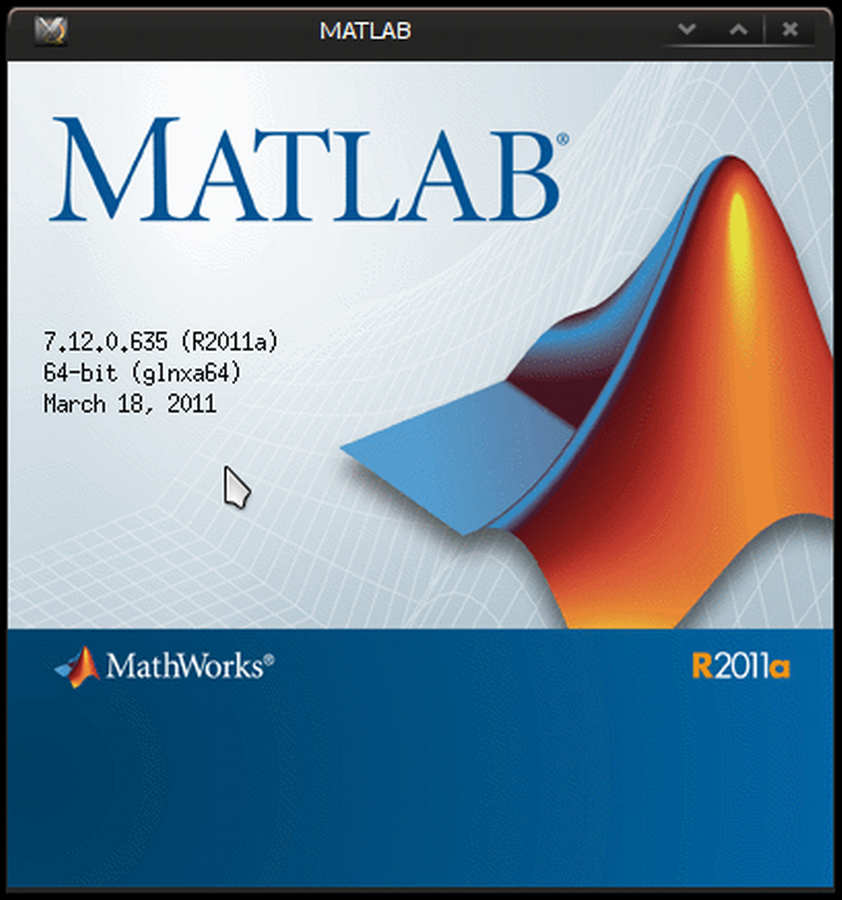 MATLAB
MATLAB®
7.12.0.635 (R2011a)
64-bit (glnxa64)
March 18, 2011
MathWorks®
R2011a